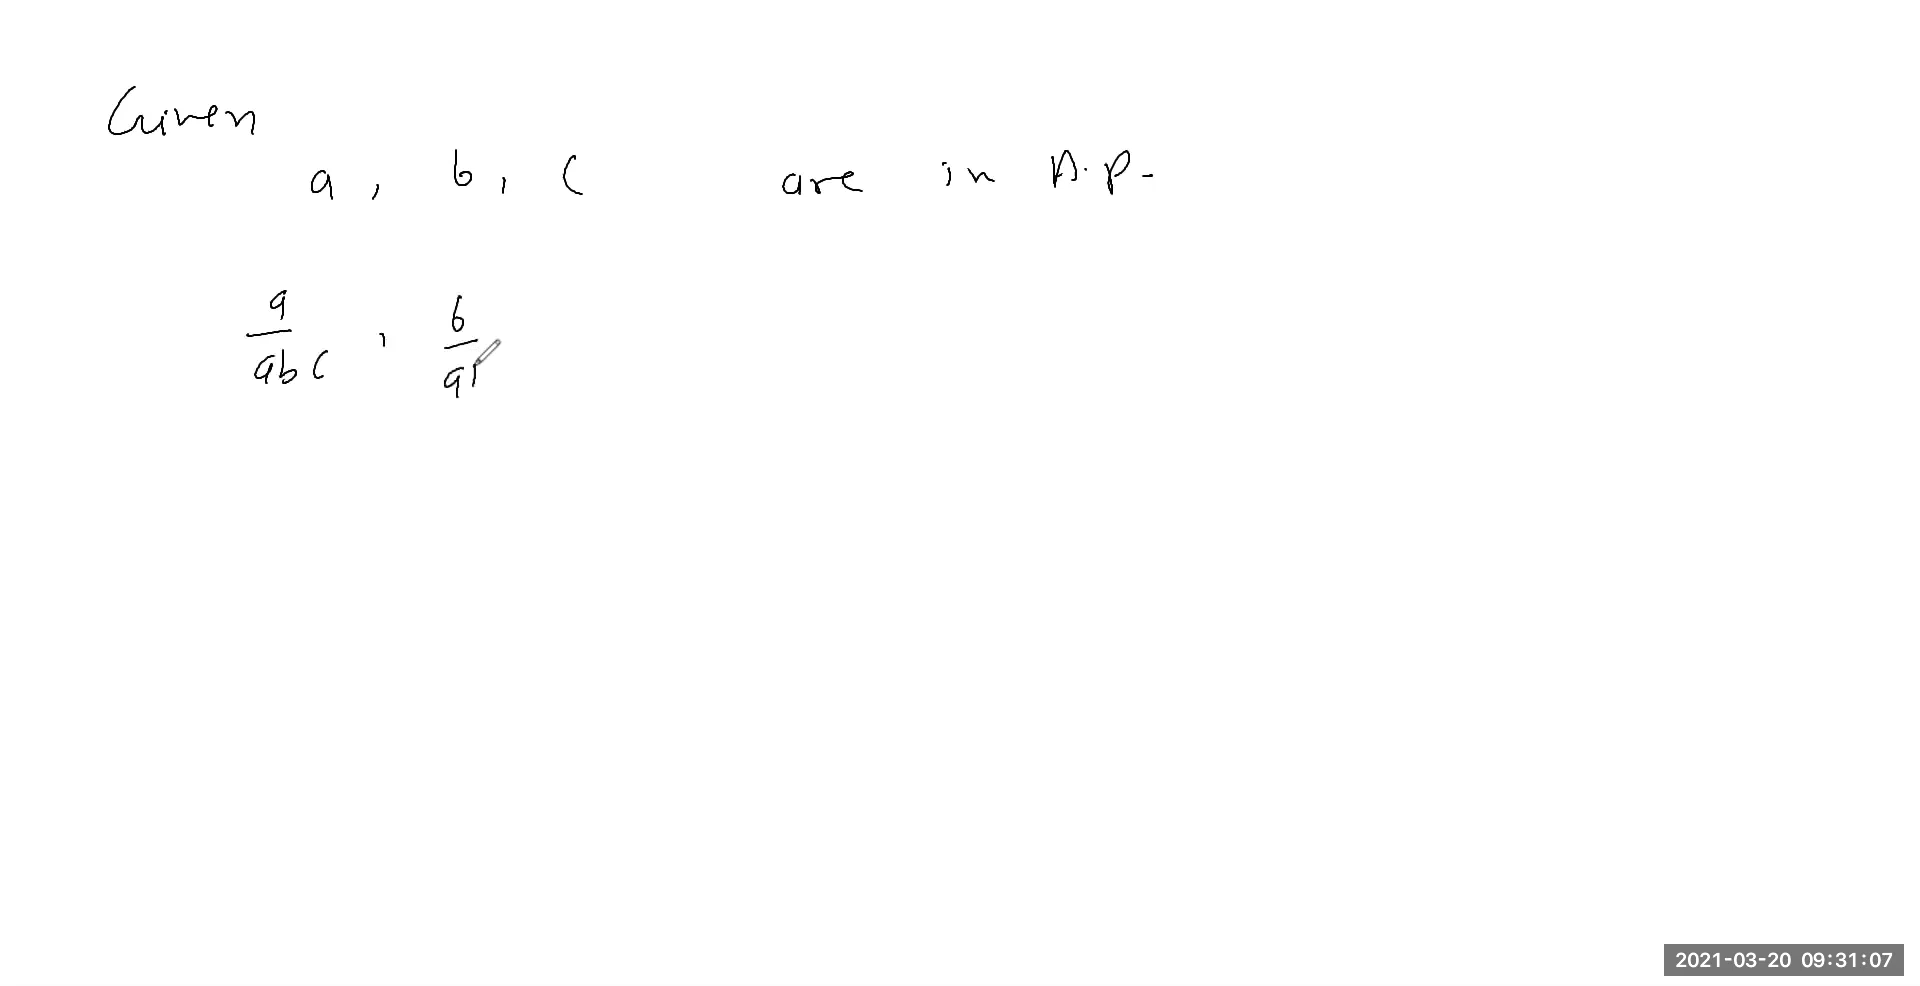 Given
a, b, c are in A.P.
a/abc, b/a
2021-03-20 09:31:07